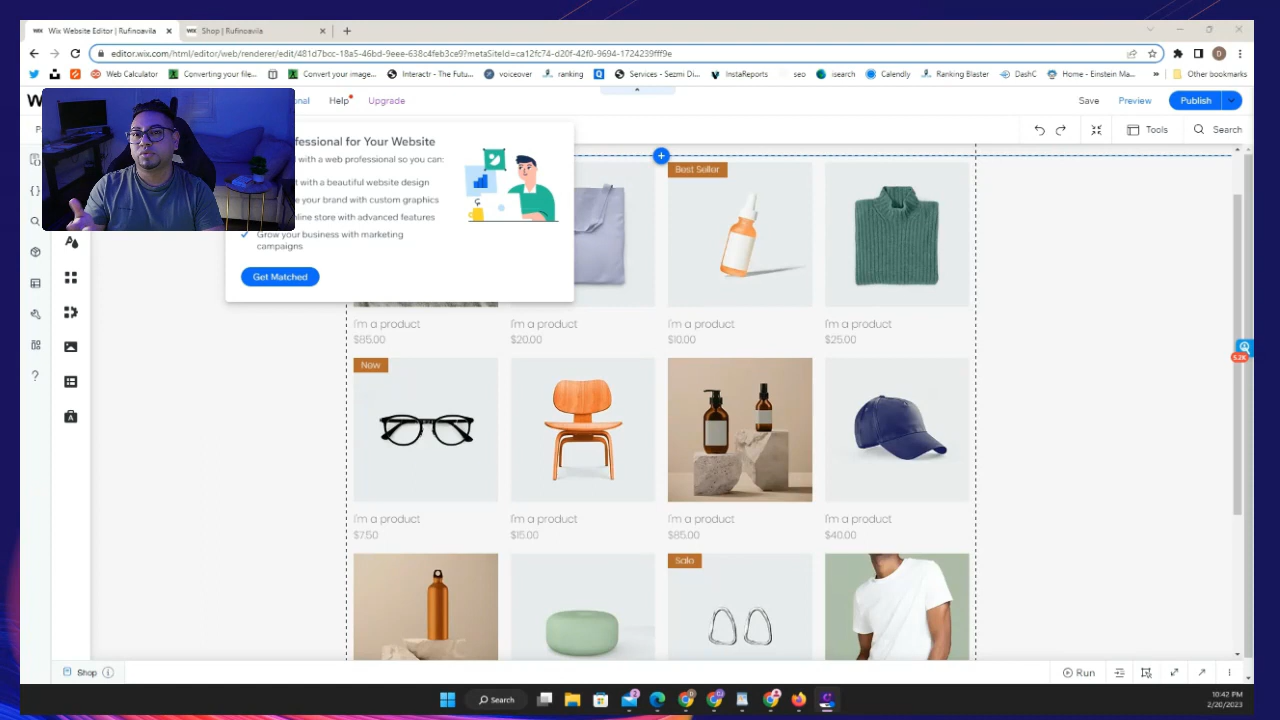 Wix Website Editor | Rufinoavila
Shop | Rufinoavila
editor.wix.com/html/editor/web/renderer/edit/481d7bcc-18a5-46bd-9eee-638c4feb3ce9?metaSiteId=ca12fc74-d20f-42f0-9694-1724239fff9e
Web Calculator
Converting your file...
Convert your image...
Interactr - The Futu...
voiceover
ranking
Services - Sezmi Di...
InstaReports
seo
isearch
Calendly
Ranking Blaster
DashC
Home - Einstein Ma...
Other bookmarks
Help
Upgrade
Save
Preview
Publish
Tools
Search
essional for Your Website
d with a web professional so you can:
d with a beautiful website design
e your brand with custom graphics
nline store with advanced features
Grow your business with marketing
campaigns
Get Matched
Best Seller
I'm a product
$85.00
I'm a product
$20.00
I'm a product
$10.00
I'm a product
$25.00
New
I'm a product
$7.50
I'm a product
$15.00
I'm a product
$85.00
I'm a product
$40.00
Sale
5.2K
Shop
Run
Search
10:42 PM
2/20/2023